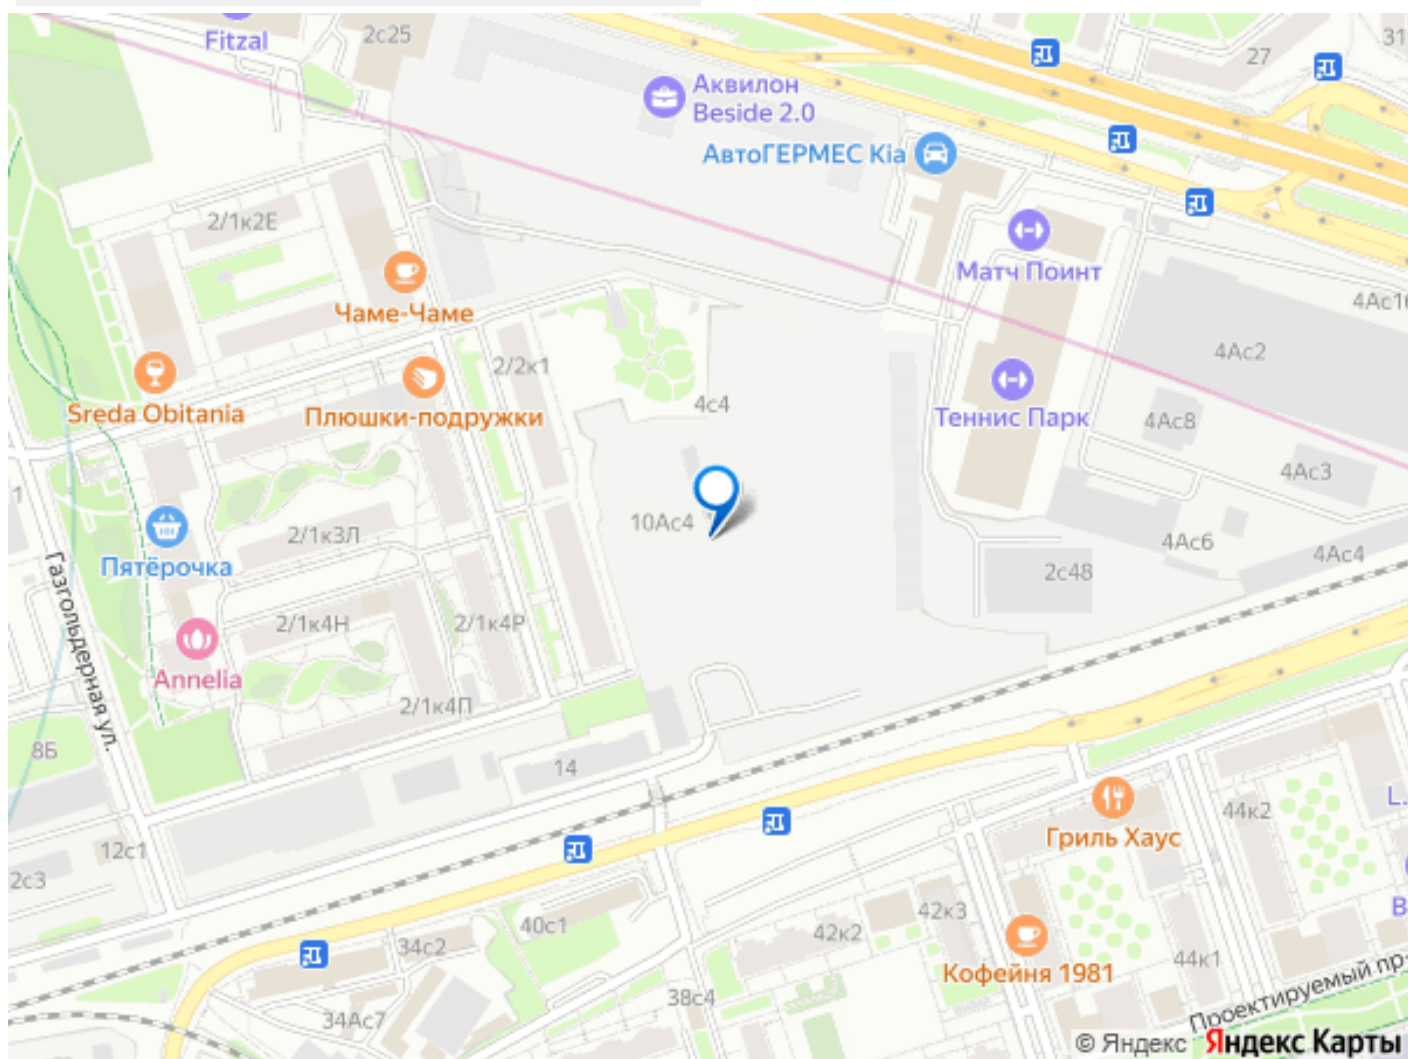 Fitzal
2с25
27
31
Аквилон
Beside 2.0
АвтоГЕРМЕС Kia
2/1к2Е
Матч Поинт
Чаме-Чаме
4Ас16
4Ас2
2/2к1
Sreda Obitania
Плюшки-подружки
4с4
Теннис Парк
4Ас8
4Ас3
1
10Ас4
2/1к3Л
Пятёрочка
4Ас6
4Ас4
2с48
Газгольдерная ул.
2/1к4Н
2/1к4Р
Annelia
2/1к4П
8Б
14
L.
44к2
Гриль Хаус
12с1
2с3
42к3
В
40с1
42к2
34с2
Кофейня 1981
44к1
38с4
Проектируемый пр-
34Ас7
© Яндекс Яндекс Карты